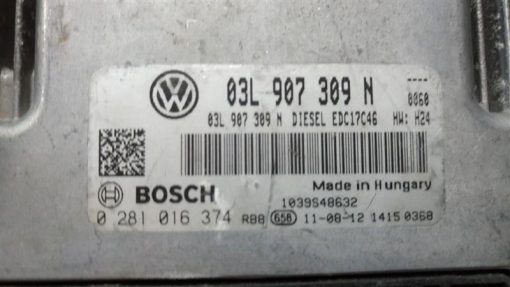 03L 907 309 N ----
0060
03L 907 309 N DIESEL EDC17C46 HW: H24
Made in Hungary
BOSCH 1039S48632
0 281 016 374 RBB 656 11-08-12 1415 0368